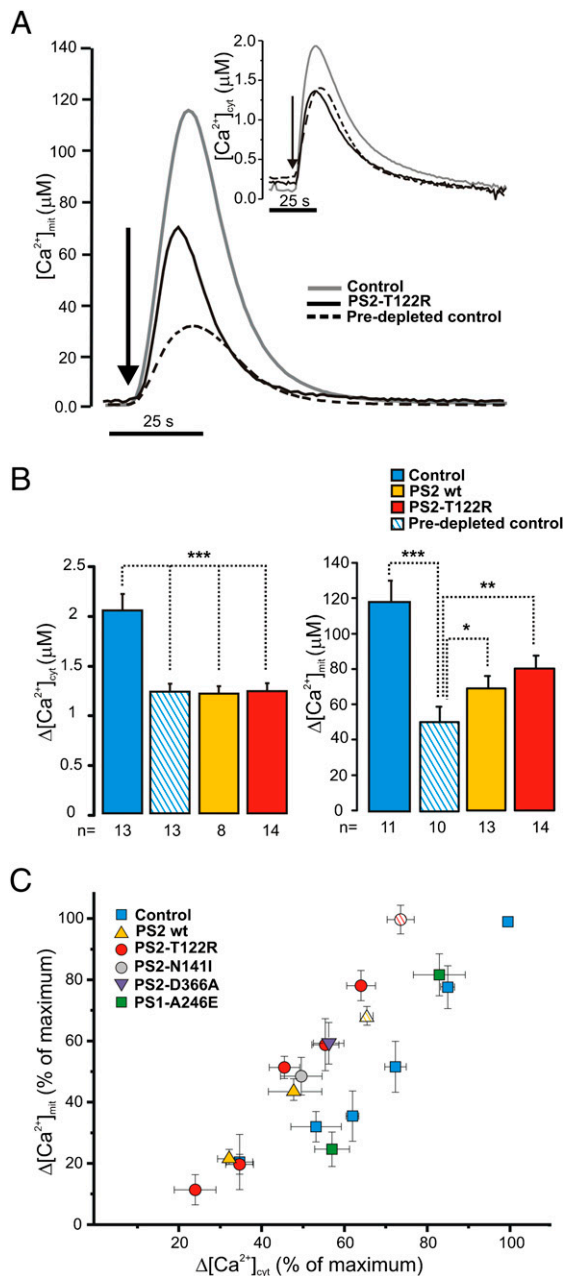 A
140
120
100
80
60
40
20
0.0
[Ca2+]mit (μM)
25 s
2.0
1.5
1.0
0.5
0
[Ca2+]cyt (μM)
25 s
Control
PS2-T122R
Pre-depleted control
B
Control
PS2 wt
PS2-T122R
Pre-depleted control
2.5
2
1.5
1
0.5
0
Δ[Ca2+]cyt (μM)
***
n= 13 13 8 14
140
120
100
80
60
40
20
0
Δ[Ca2+]mit (μM)
***
**
*
n= 11 10 13 14
C
100
80
60
40
20
0
Δ[Ca2+]mit (% of maximum)
Control
PS2 wt
PS2-T122R
PS2-N141I
PS2-D366A
PS1-A246E
20 40 60 80 100
Δ[Ca2+]cyt (% of maximum)